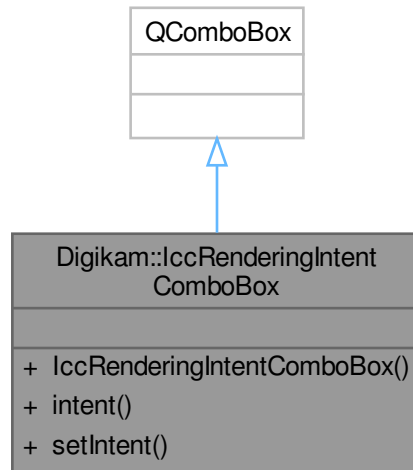 QComboBox
Digikam::IccRenderingIntent
ComboBox
+ IccRenderingIntentComboBox()
+ intent()
+ setIntent()